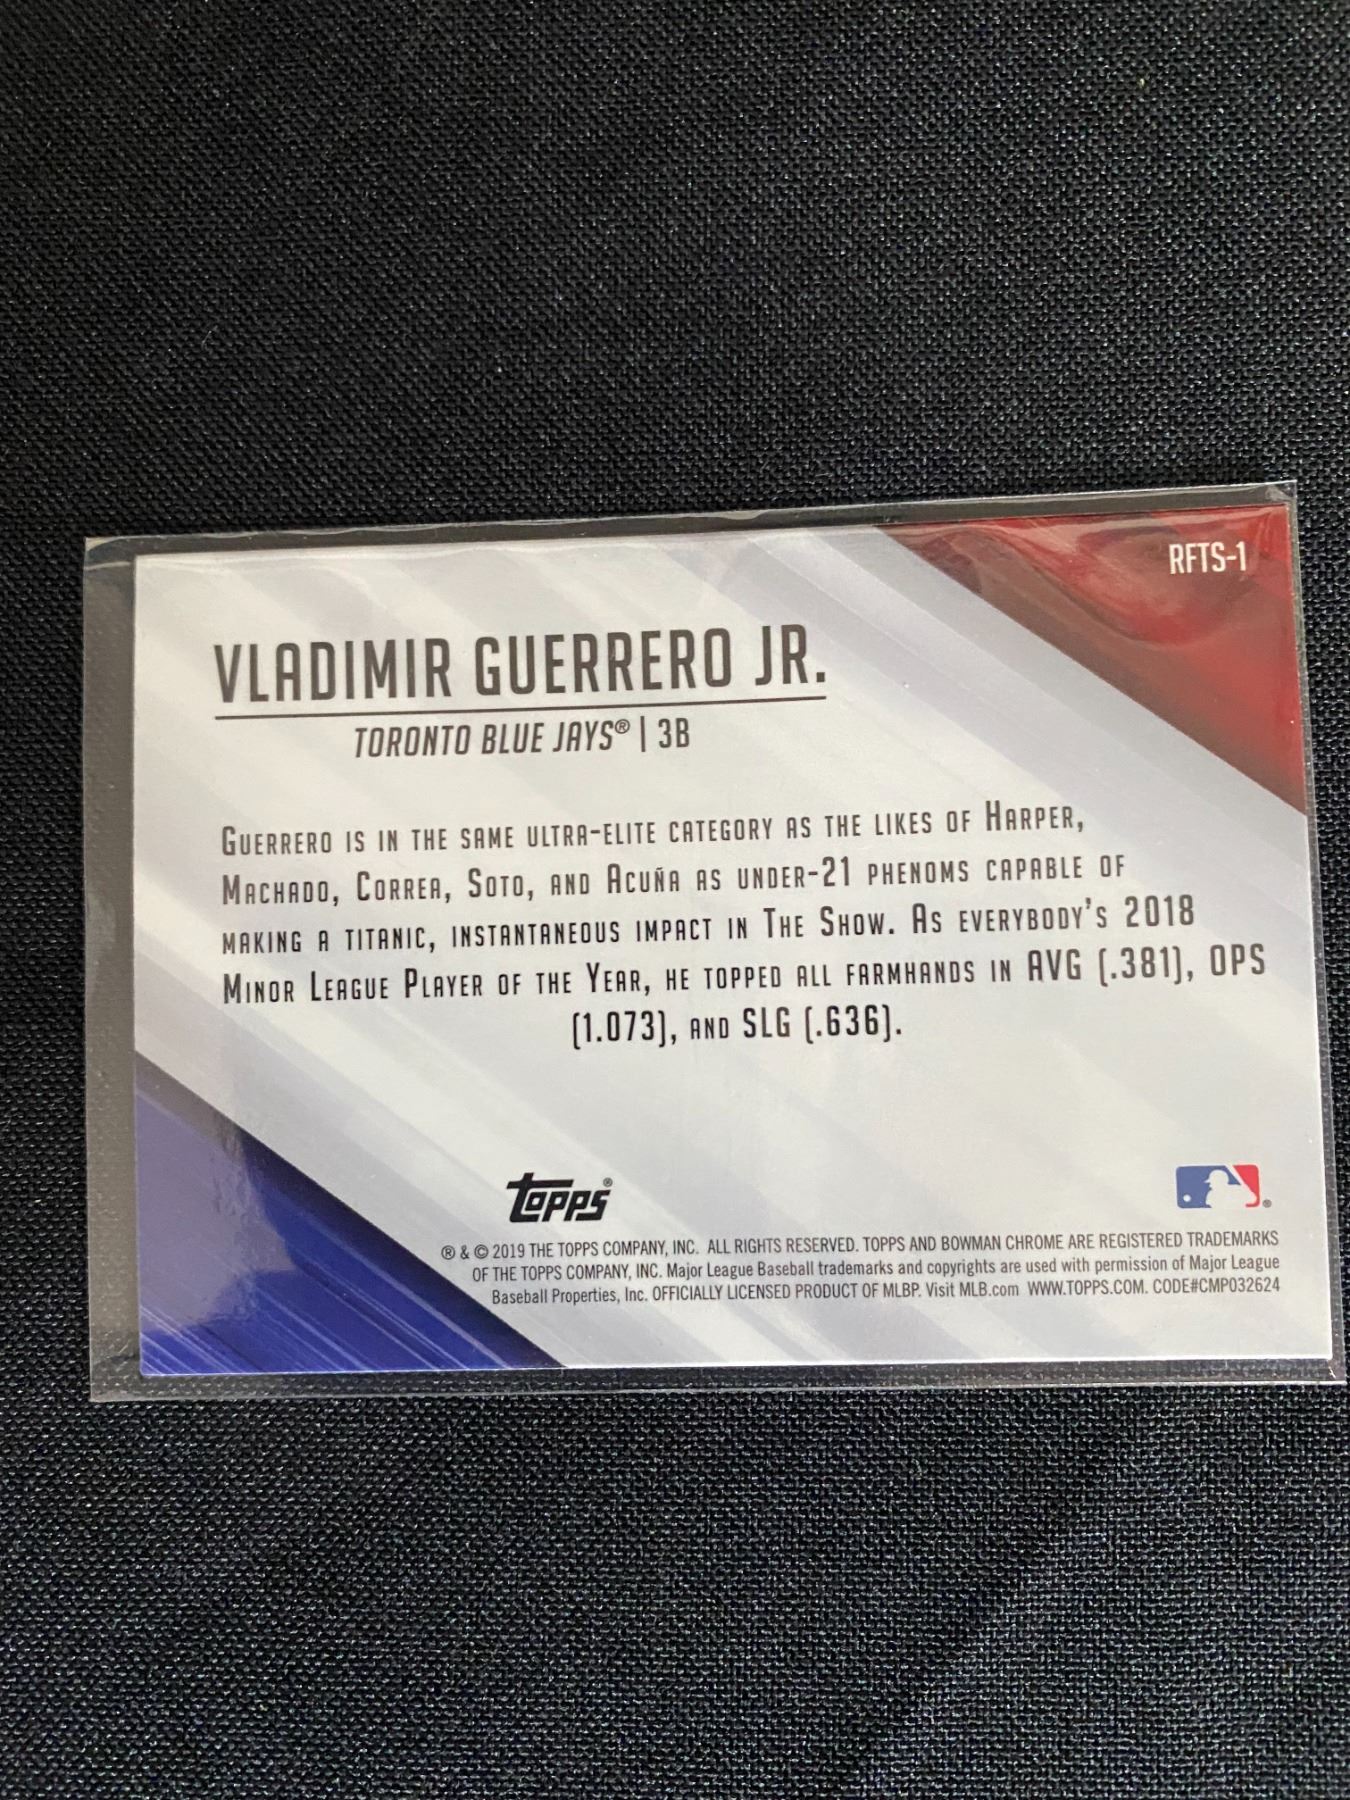 RFTS-1
VLADIMIR GUERRERO JR.
TORONTO BLUE JAYS® | 3B
GUERRERO IS IN THE SAME ULTRA-ELITE CATEGORY AS THE LIKES OF HARPER,
MACHADO, CORREA, SOTO, AND ACUÑA AS UNDER-21 PHENOMS CAPABLE OF
MAKING A TITANIC, INSTANTANEOUS IMPACT IN THE SHOW. AS EVERYBODY'S 2018
MINOR LEAGUE PLAYER OF THE YEAR, HE TOPPED ALL FARMHANDS IN AVG (.381), OPS
(1.073), AND SLG (.636).
topps®
®
® & © 2019 THE TOPPS COMPANY, INC. ALL RIGHTS RESERVED. TOPPS AND BOWMAN CHROME ARE REGISTERED TRADEMARKS
OF THE TOPPS COMPANY, INC. Major League Baseball trademarks and copyrights are used with permission of Major League
Baseball Properties, Inc. OFFICIALLY LICENSED PRODUCT OF MLBP. Visit MLB.com WWW.TOPPS.COM. CODE#CMP032624